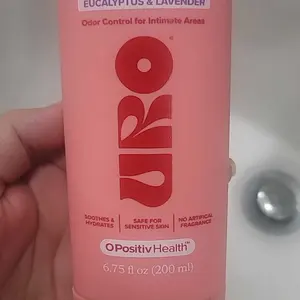 EUCALYPTUS & LAVENDER
Odor Control for Intimate Areas
URO
SOOTHES & HYDRATES
SAFE FOR SENSITIVE SKIN
NO ARTIFICIAL FRAGRANCE
OPositivHealth™
6.75 fl oz (200 ml)